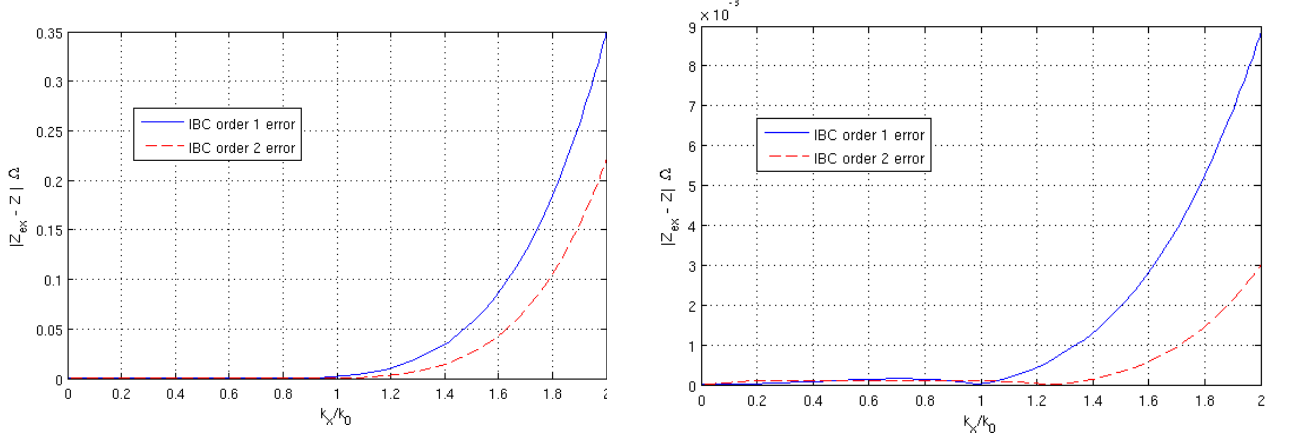 0.35
0.3
0.25
0.2
0.15
0.1
0.05
0
|Z_ex - Z | Ω
IBC order 1 error
IBC order 2 error
0 0.2 0.4 0.6 0.8 1 1.2 1.4 1.6 1.8 2
k_x/k_0
× 10^-3
9
8
7
6
5
4
3
2
1
0
|Z_ex - Z | Ω
IBC order 1 error
IBC order 2 error
0 0.2 0.4 0.6 0.8 1 1.2 1.4 1.6 1.8 2
k_x/k_0